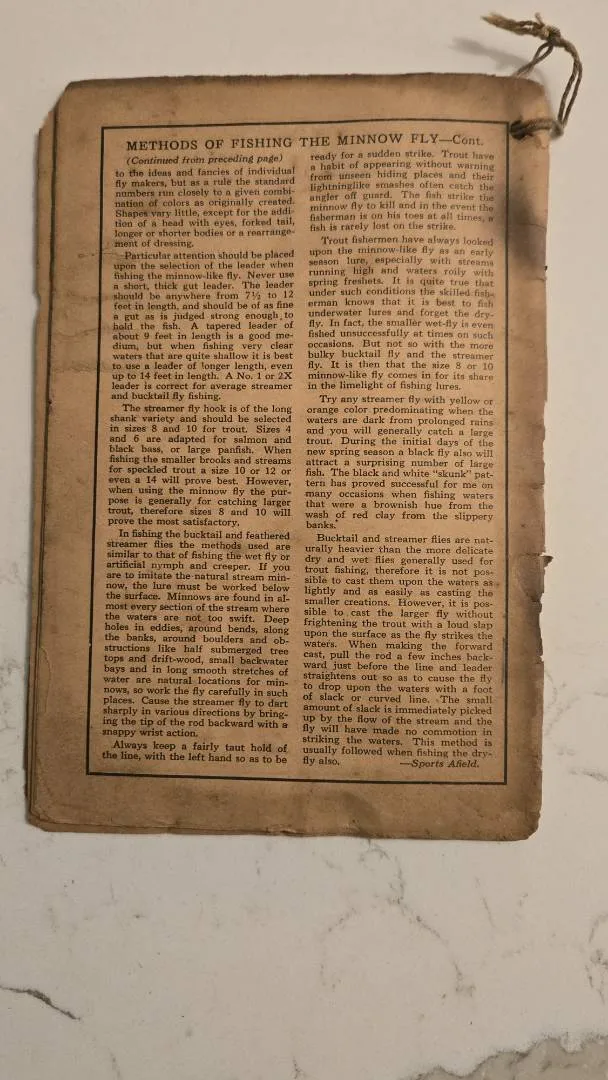 METHODS OF FISHING THE MINNOW FLY—Cont.
(Continued from preceding page)
to the ideas and fancies of individual
fly makers, but as a rule the standard
numbers run closely to a given combi-
nation of colors as originally created.
Shapes vary little, except for the addi-
tion of a head with eyes, forked tail,
longer or shorter bodies or a rearrange-
ment of dressing.
Particular attention should be placed
upon the selection of the leader when
fishing the minnow-like fly. Never use
a short, thick gut leader. The leader
should be anywhere from 7½ to 12
feet in length, and should be of as fine
a gut as is judged strong enough to
hold the fish. A tapered leader of
about 9 feet in length is a good me-
dium, but when fishing very clear
waters that are quite shallow it is best
to use a leader of longer length, even
up to 14 feet in length. A No. 1 or 2X
leader is correct for average streamer
and bucktail fly fishing.
The streamer fly hook is of the long
shank variety and should be selected
in sizes 8 and 10 for trout. Sizes 4
and 6 are adapted for salmon and
black bass, or large panfish. When
fishing the smaller brooks and streams
for speckled trout a size 10 or 12 or
even a 14 will prove best. However,
when using the minnow fly the pur-
pose is generally for catching larger
trout, therefore sizes 8 and 10 will
prove the most satisfactory.
In fishing the bucktail and feathered
streamer flies the methods used are
similar to that of fishing the wet fly or
artificial nymph and creeper. If you
are to imitate the natural stream min-
now, the lure must be worked below
the surface. Minnows are found in al-
most every section of the stream where
the waters are not too swift. Deep
holes in eddies, around bends, along
the banks, around boulders and ob-
structions like half submerged tree
tops and drift-wood, small backwater
bays and in long smooth stretches of
water are natural locations for min-
nows, so work the fly carefully in such
places. Cause the streamer fly to dart
sharply in various directions by bring-
ing the tip of the rod backward with a
snappy wrist action.
Always keep a fairly taut hold of
the line, with the left hand so as to be
ready for a sudden strike. Trout have
a habit of appearing without warning
from unseen hiding places and their
lightninglike smashes often catch the
angler off guard. The fish strike the
minnow fly to kill and in the event the
fisherman is on his toes at all times, a
fish is rarely lost on the strike.
Trout fishermen have always looked
upon the minnow-like fly as an early
season lure, especially with streams
running high and waters roily with
spring freshets. It is quite true that
under such conditions the skilled fish-
erman knows that it is best to fish
underwater lures and forget the dry-
fly. In fact, the smaller wet-fly is even
fished unsuccessfully at times on such
occasions. But not so with the more
bulky bucktail fly and the streamer
fly. It is then that the size 8 or 10
minnow-like fly comes in for its share
in the limelight of fishing lures.
Try any streamer fly with yellow or
orange color predominating when the
waters are dark from prolonged rains
and you will generally catch a large
trout. During the initial days of the
new spring season a black fly also will
attract a surprising number of large
fish. The black and white "skunk" pat-
tern has proved successful for me on
many occasions when fishing waters
that were a brownish hue from the
wash of red clay from the slippery
banks.
Bucktail and streamer flies are nat-
urally heavier than the more delicate
dry and wet flies generally used for
trout fishing, therefore it is not pos-
sible to cast them upon the waters as
lightly and as easily as casting the
smaller creations. However, it is pos-
sible to cast the larger fly without
frightening the trout with a loud slap
upon the surface as the fly strikes the
waters. When making the forward
cast, pull the rod a few inches back-
ward just before the line and leader
straightens out so as to cause the fly
to drop upon the waters with a foot
of slack or curved line. The small
amount of slack is immediately picked
up by the flow of the stream and the
fly will have made no commotion in
striking the waters. This method is
usually followed when fishing the dry-
fly also. —Sports Afield.